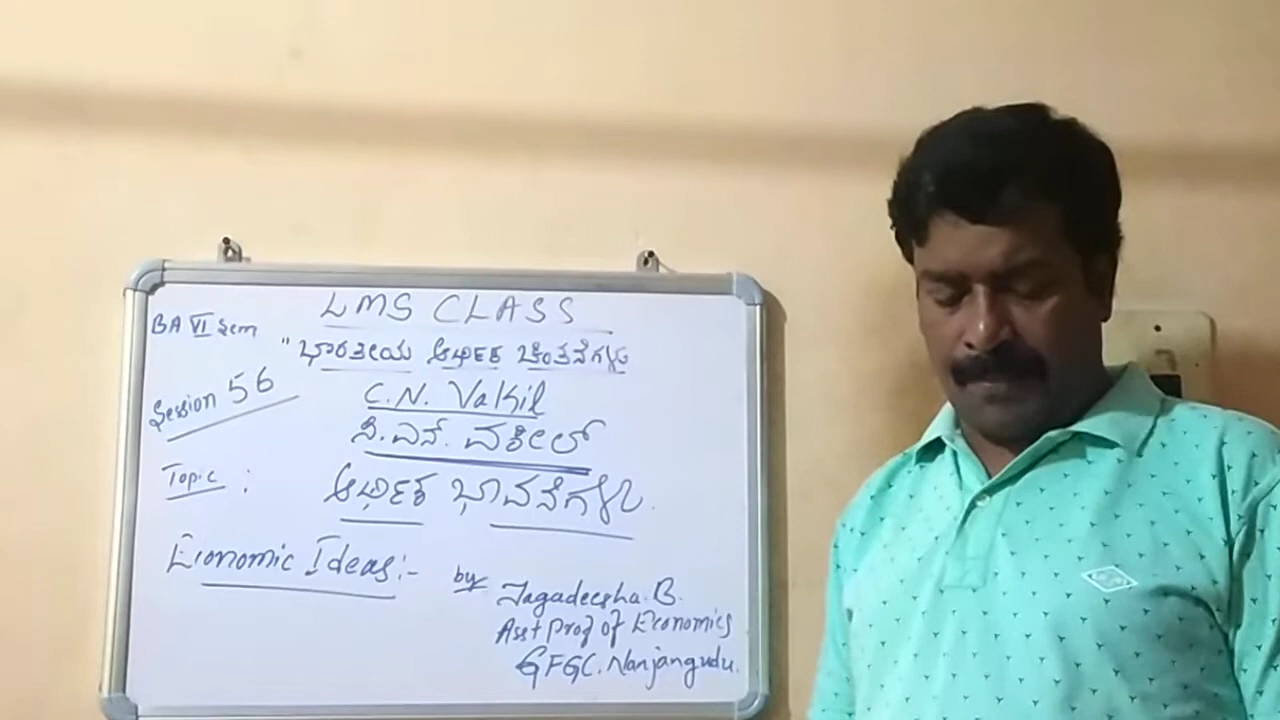 LMS CLASS
BA VI Sem
"ಭಾರತೀಯ ಆರ್ಥಿಕ ಚಿಂತನೆಗಳು
Session 56
C.N. Vakil
ಸಿ.ಎನ್. ವಕೀಲ್
Topic : ಆರ್ಥಿಕ ಭಾವನೆಗಳು.
Economic Ideas:-
by Jagadeesha.B.
Asst Prof of Economics
GFGC. Nanjangudu.